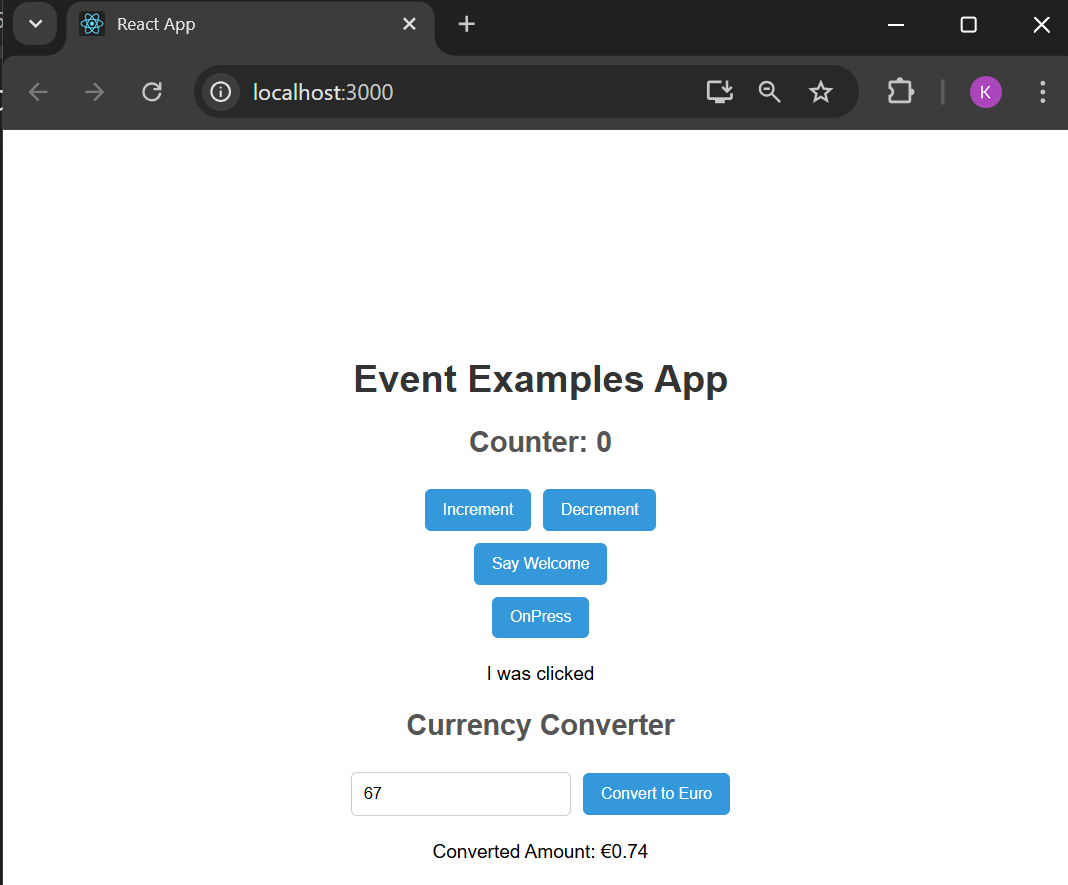 React App
localhost:3000
K
Event Examples App
Counter: 0
Increment Decrement
Say Welcome
OnPress
I was clicked
Currency Converter
67 Convert to Euro
Converted Amount: €0.74